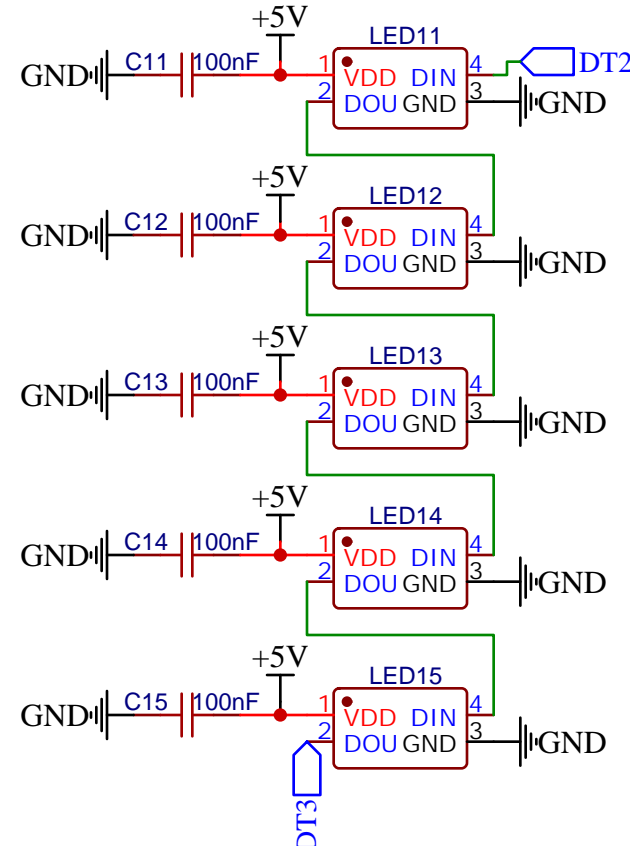 +5V
LED11
C11 100nF 1 VDD DIN 4 DT2
GND 2 DOU GND 3 GND
+5V
LED12
C12 100nF 1 VDD DIN 4
GND 2 DOU GND 3 GND
+5V
LED13
C13 100nF 1 VDD DIN 4
GND 2 DOU GND 3 GND
+5V
LED14
C14 100nF 1 VDD DIN 4
GND 2 DOU GND 3 GND
+5V
LED15
C15 100nF 1 VDD DIN 4
GND 2 DOU GND 3 GND
DT3